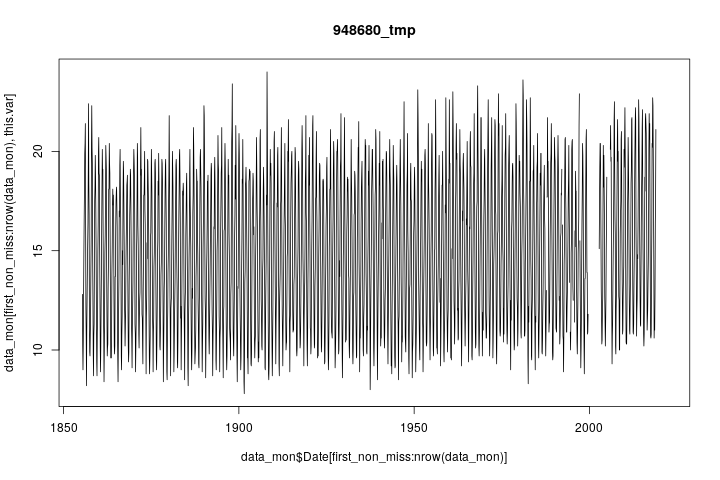 948680_tmp
data_mon[first_non_miss:nrow(data_mon), this.var]
20
15
10
1850
1900
1950
2000
data_mon$Date[first_non_miss:nrow(data_mon)]